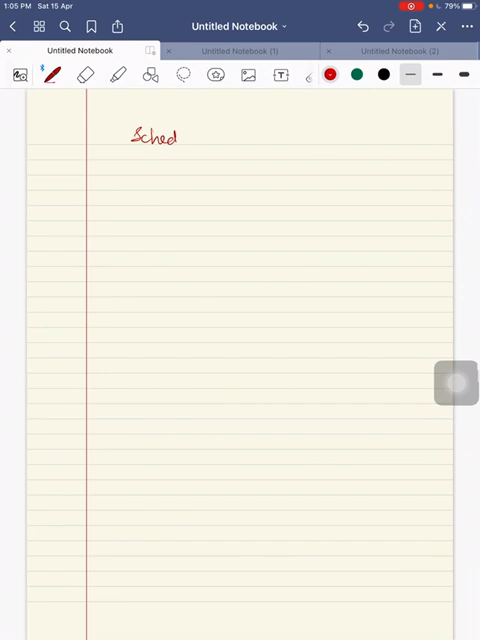 1:05 PM Sat 15 Apr 79%
Untitled Notebook
Untitled Notebook Untitled Notebook (1) Untitled Notebook (2)
T
Sched